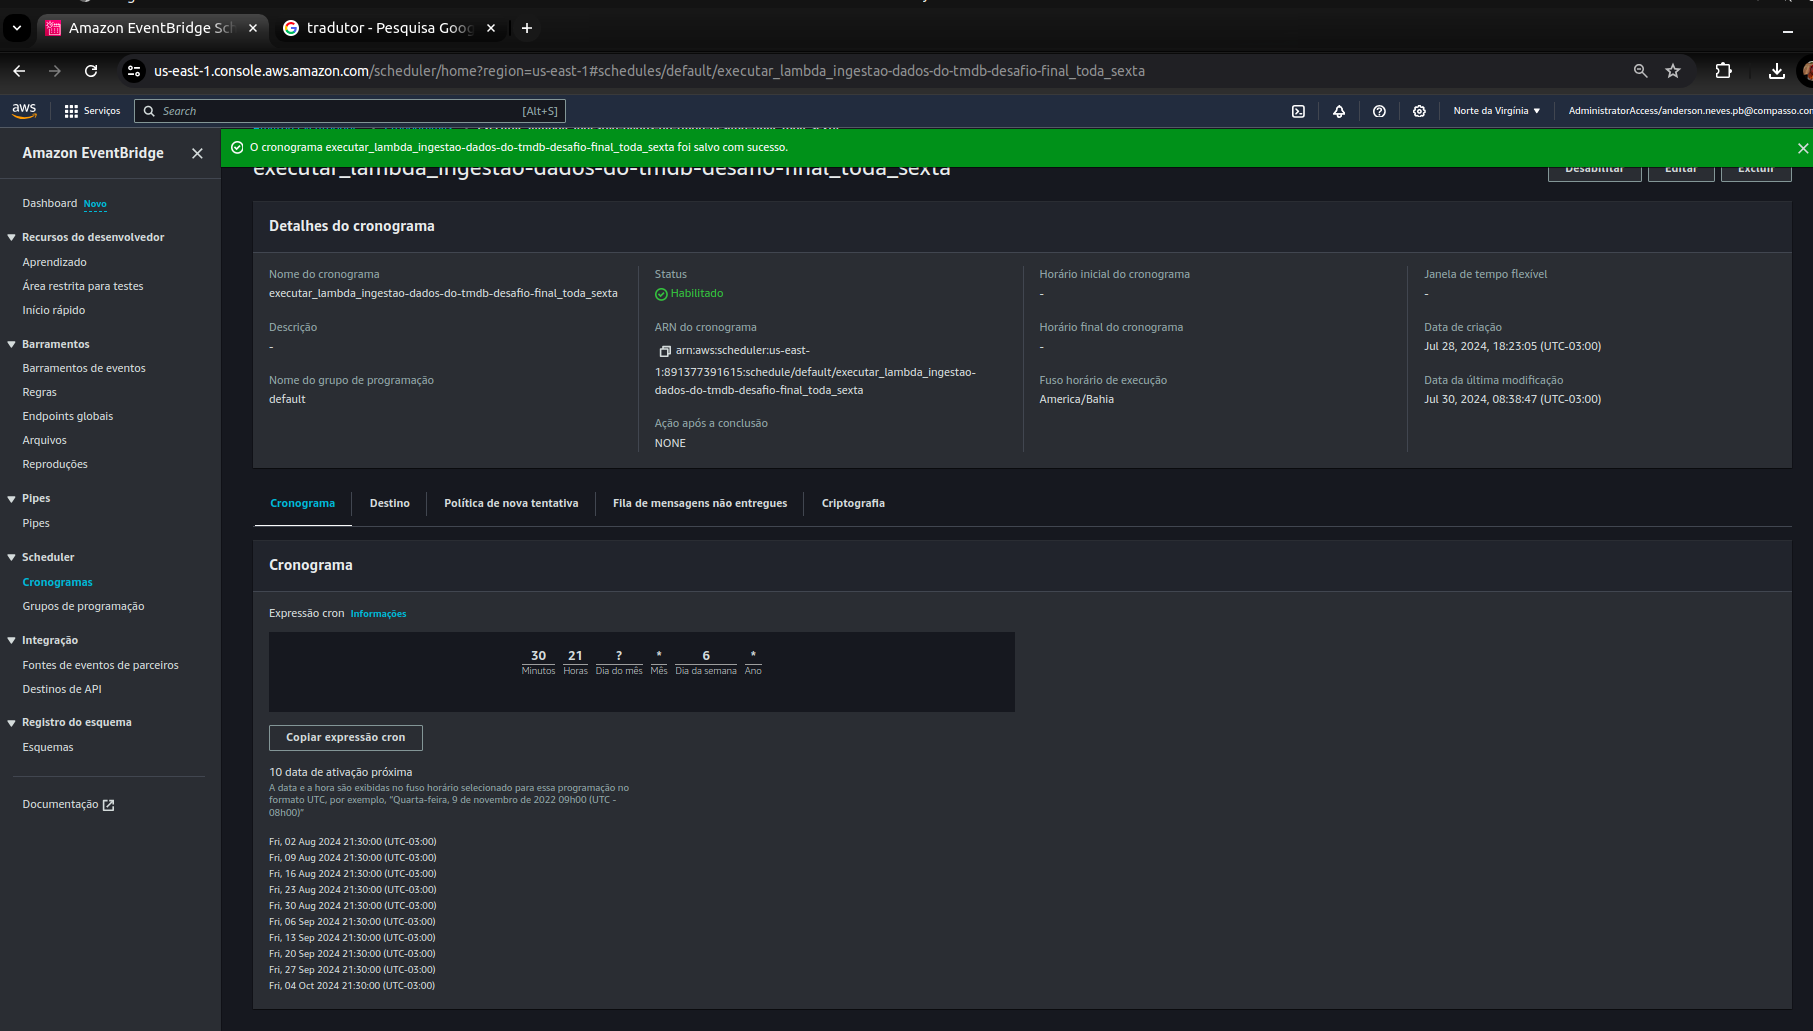 Amazon EventBridge Sch
tradutor - Pesquisa Goog
us-east-1.console.aws.amazon.com/scheduler/home?region=us-east-1#schedules/default/executar_lambda_ingestao-dados-do-tmdb-desafio-final_toda_sexta
aws
Serviços
Search
[Alt+S]
Norte da Virgínia
AdministratorAccess/anderson.neves.pb@compasso.com
Amazon EventBridge
O cronograma executar_lambda_ingestao-dados-do-tmdb-desafio-final_toda_sexta foi salvo com sucesso.
executar_lambda_ingestao-dados-do-tmdb-desafio-final_toda_sexta
Desabilitar
Editar
Excluir
Dashboard Novo
Recursos do desenvolvedor
Aprendizado
Área restrita para testes
Início rápido
Barramentos
Barramentos de eventos
Regras
Endpoints globais
Arquivos
Reproduções
Pipes
Pipes
Scheduler
Cronogramas
Grupos de programação
Integração
Fontes de eventos de parceiros
Destinos de API
Registro do esquema
Esquemas
Documentação
Detalhes do cronograma
Nome do cronograma
executar_lambda_ingestao-dados-do-tmdb-desafio-final_toda_sexta
Descrição
-
Nome do grupo de programação
default
Status
Habilitado
ARN do cronograma
arn:aws:scheduler:us-east-
1:891377391615:schedule/default/executar_lambda_ingestao-
dados-do-tmdb-desafio-final_toda_sexta
Ação após a conclusão
NONE
Horário inicial do cronograma
-
Horário final do cronograma
-
Fuso horário de execução
America/Bahia
Janela de tempo flexível
-
Data de criação
Jul 28, 2024, 18:23:05 (UTC-03:00)
Data da última modificação
Jul 30, 2024, 08:38:47 (UTC-03:00)
Cronograma
Destino
Política de nova tentativa
Fila de mensagens não entregues
Criptografia
Cronograma
Expressão cron Informações
30 21 ? * 6 *
Minutos Horas Dia do mês Mês Dia da semana Ano
Copiar expressão cron
10 data de ativação próxima
A data e a hora são exibidas no fuso horário selecionado para essa programação no
formato UTC, por exemplo, "Quarta-feira, 9 de novembro de 2022 09h00 (UTC -
08h00)"
Fri, 02 Aug 2024 21:30:00 (UTC-03:00)
Fri, 09 Aug 2024 21:30:00 (UTC-03:00)
Fri, 16 Aug 2024 21:30:00 (UTC-03:00)
Fri, 23 Aug 2024 21:30:00 (UTC-03:00)
Fri, 30 Aug 2024 21:30:00 (UTC-03:00)
Fri, 06 Sep 2024 21:30:00 (UTC-03:00)
Fri, 13 Sep 2024 21:30:00 (UTC-03:00)
Fri, 20 Sep 2024 21:30:00 (UTC-03:00)
Fri, 27 Sep 2024 21:30:00 (UTC-03:00)
Fri, 04 Oct 2024 21:30:00 (UTC-03:00)